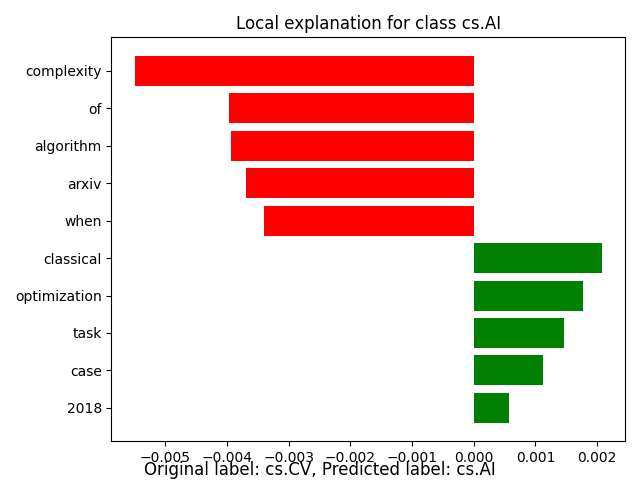 Local explanation for class cs.AI
complexity
of
algorithm
arxiv
when
classical
optimization
task
case
2018
−0.005 −0.004 −0.003 −0.002 −0.001 0.000 0.001 0.002
Original label: cs.CV, Predicted label: cs.AI